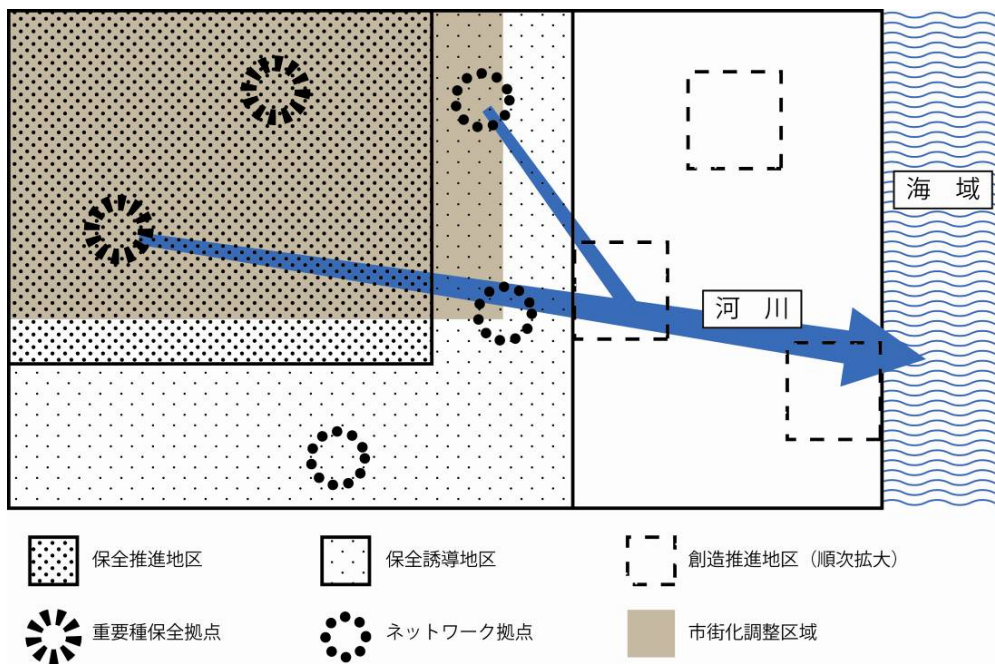 海　域
河　川
保全推進地区
保全誘導地区
創造推進地区（順次拡大）
重要種保全拠点
ネットワーク拠点
市街化調整区域